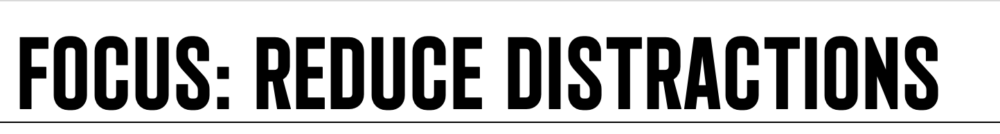 FOCUS: REDUCE DISTRACTIONS